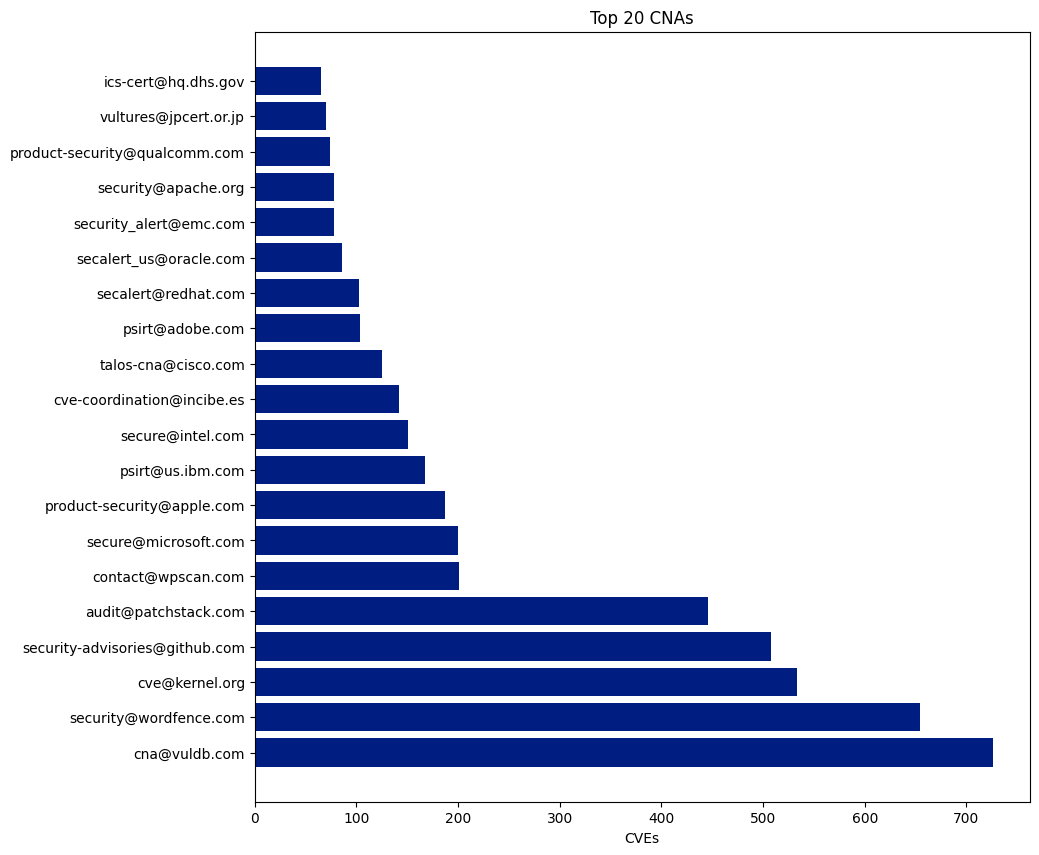 Top 20 CNAs
ics-cert@hq.dhs.gov
vultures@jpcert.or.jp
product-security@qualcomm.com
security@apache.org
security_alert@emc.com
secalert_us@oracle.com
secalert@redhat.com
psirt@adobe.com
talos-cna@cisco.com
cve-coordination@incibe.es
secure@intel.com
psirt@us.ibm.com
product-security@apple.com
secure@microsoft.com
contact@wpscan.com
audit@patchstack.com
security-advisories@github.com
cve@kernel.org
security@wordfence.com
cna@vuldb.com
0 100 200 300 400 500 600 700
CVEs